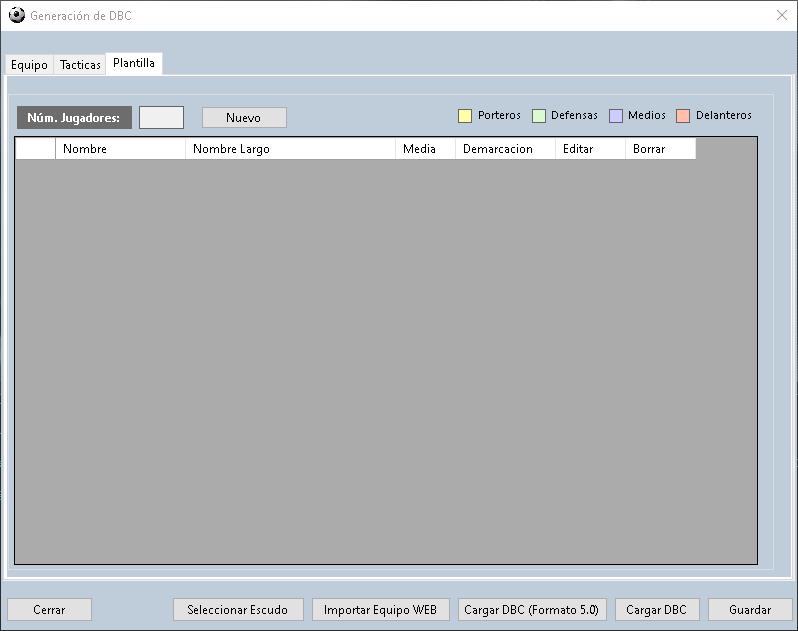 Generación de DBC
Equipo Tacticas Plantilla
Núm. Jugadores: Nuevo Porteros Defensas Medios Delanteros
Nombre Nombre Largo Media Demarcacion Editar Borrar
Cerrar Seleccionar Escudo Importar Equipo WEB Cargar DBC (Formato 5.0) Cargar DBC Guardar